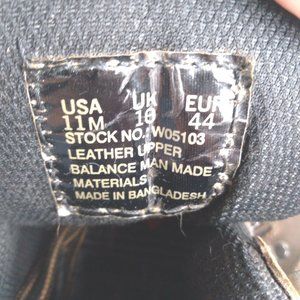 USA UK EUR
11M 10 44
STOCK NO.: W05103
LEATHER UPPER
BALANCE MAN MADE
MATERIALS
MADE IN BANGLADESH